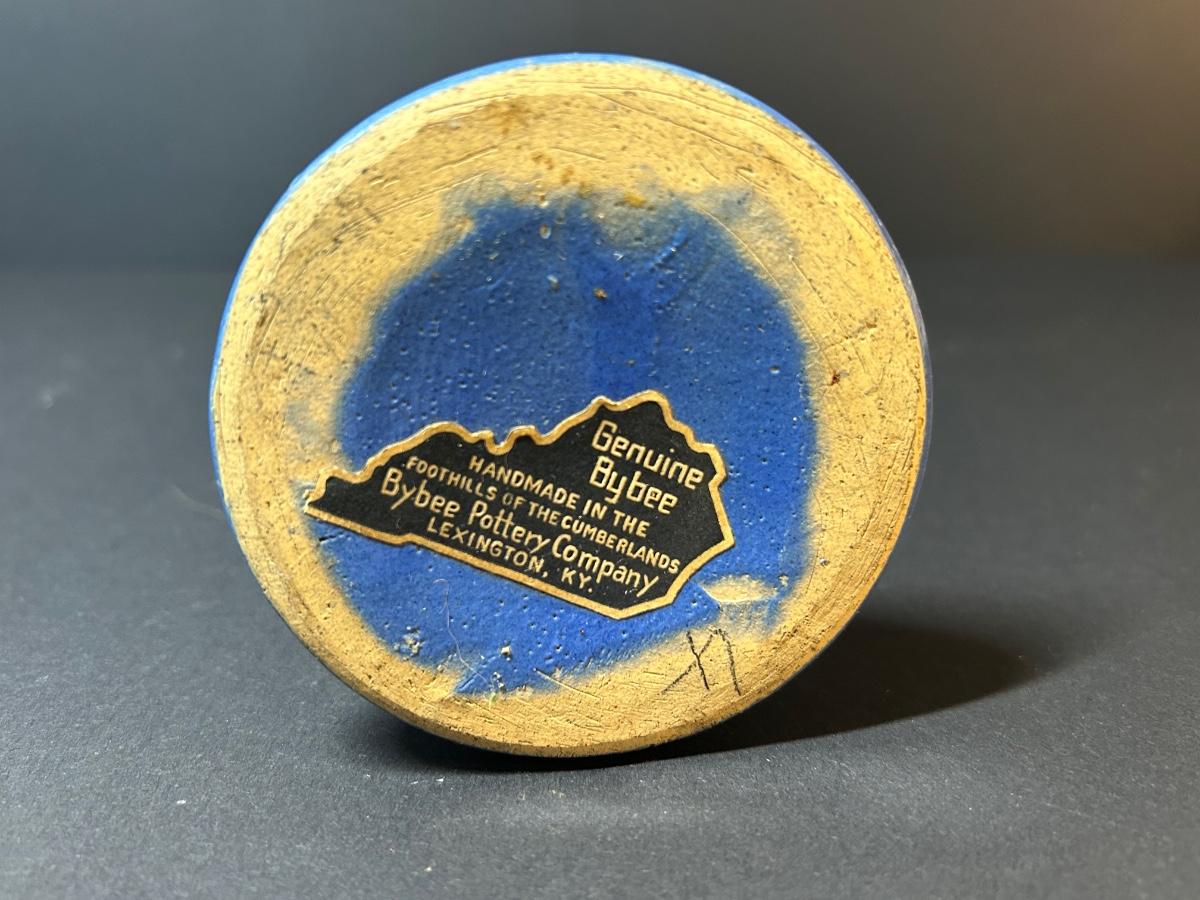 Genuine
Bybee
HANDMADE IN THE
FOOTHILLS OF THE CUMBERLANDS
Bybee Pottery Company
LEXINGTON, KY.